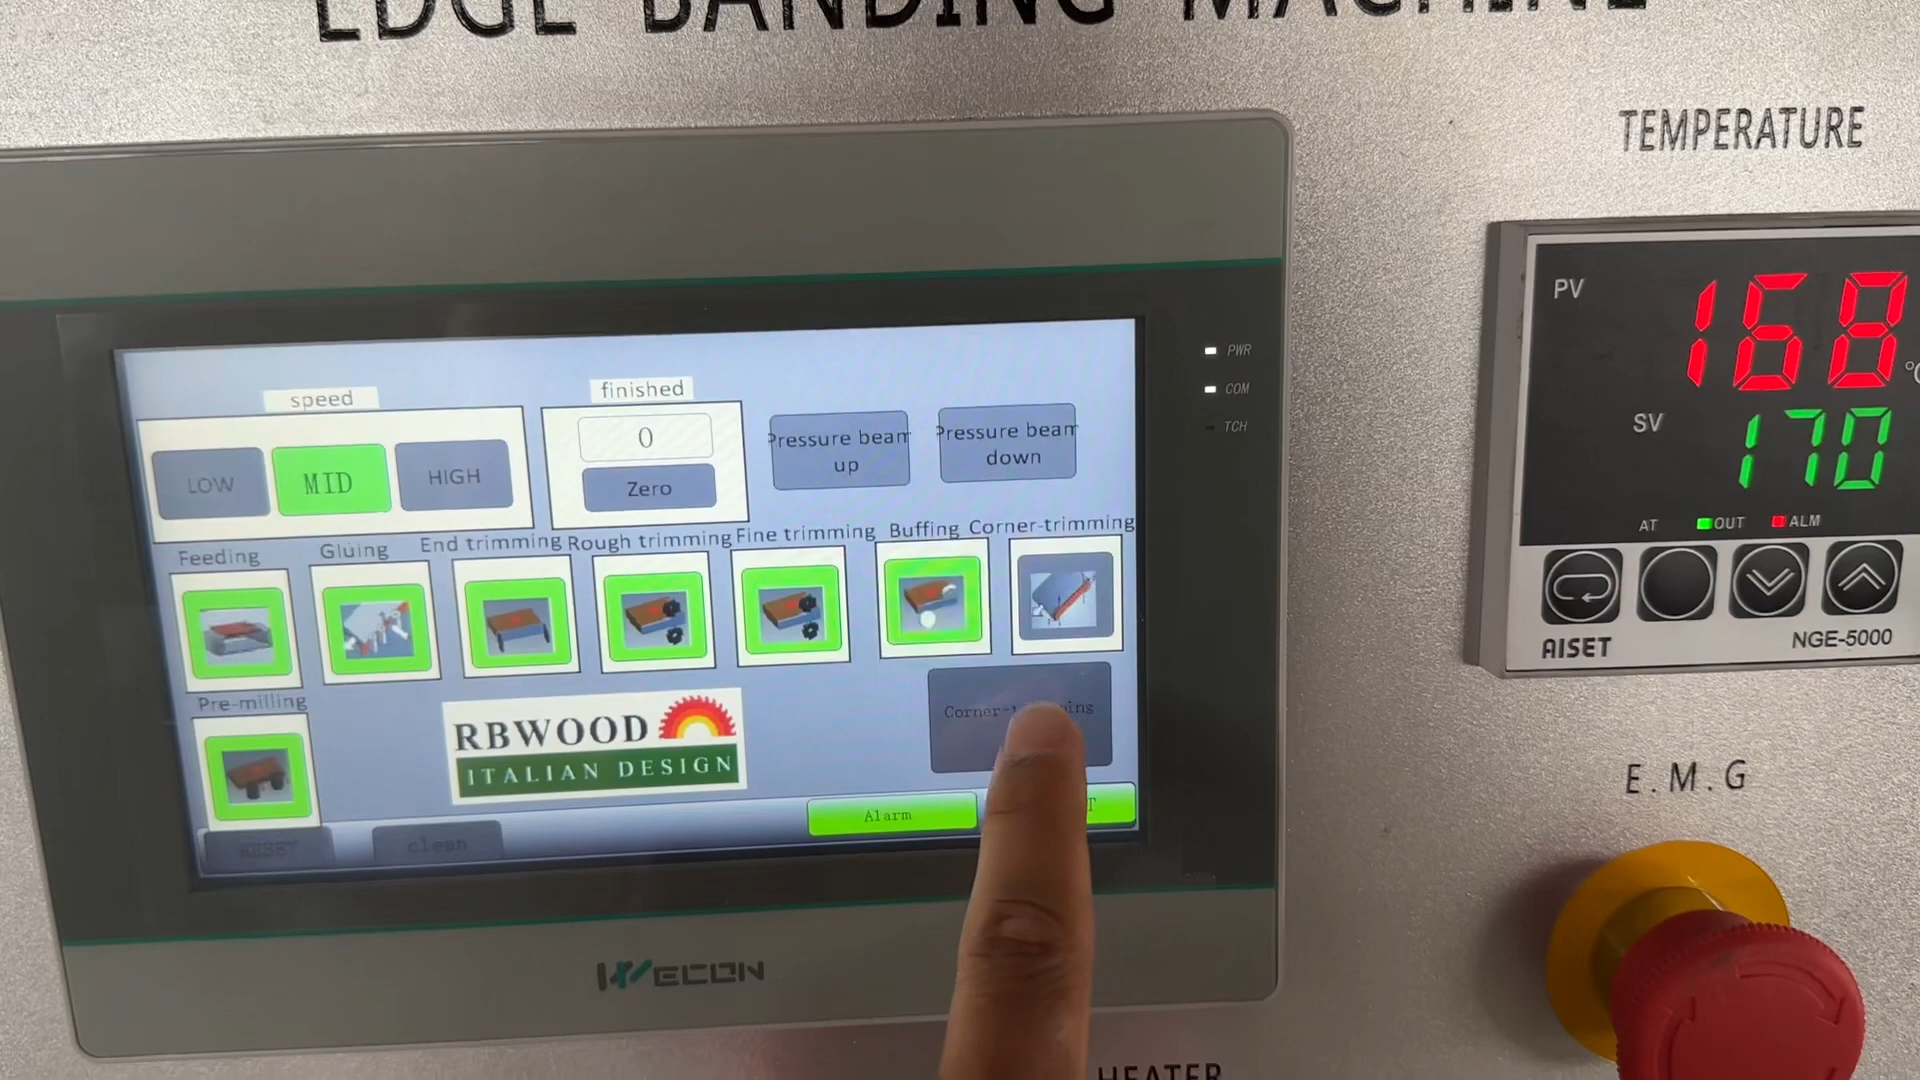 EDGE BANDING MACHINE
TEMPERATURE
PV 168
SV 170
AT OUT ALM
AISET NGE-5000
PWR
COM
TCH
speed
finished
LOW MID HIGH
0
Zero
Pressure beam up
Pressure beam down
Feeding Gluing End trimming Rough trimming Fine trimming Buffing Corner-trimming
Pre-milling
RBWOOD
ITALIAN DESIGN
RESET clean Alarm
WECON
E.M.G
HEATER